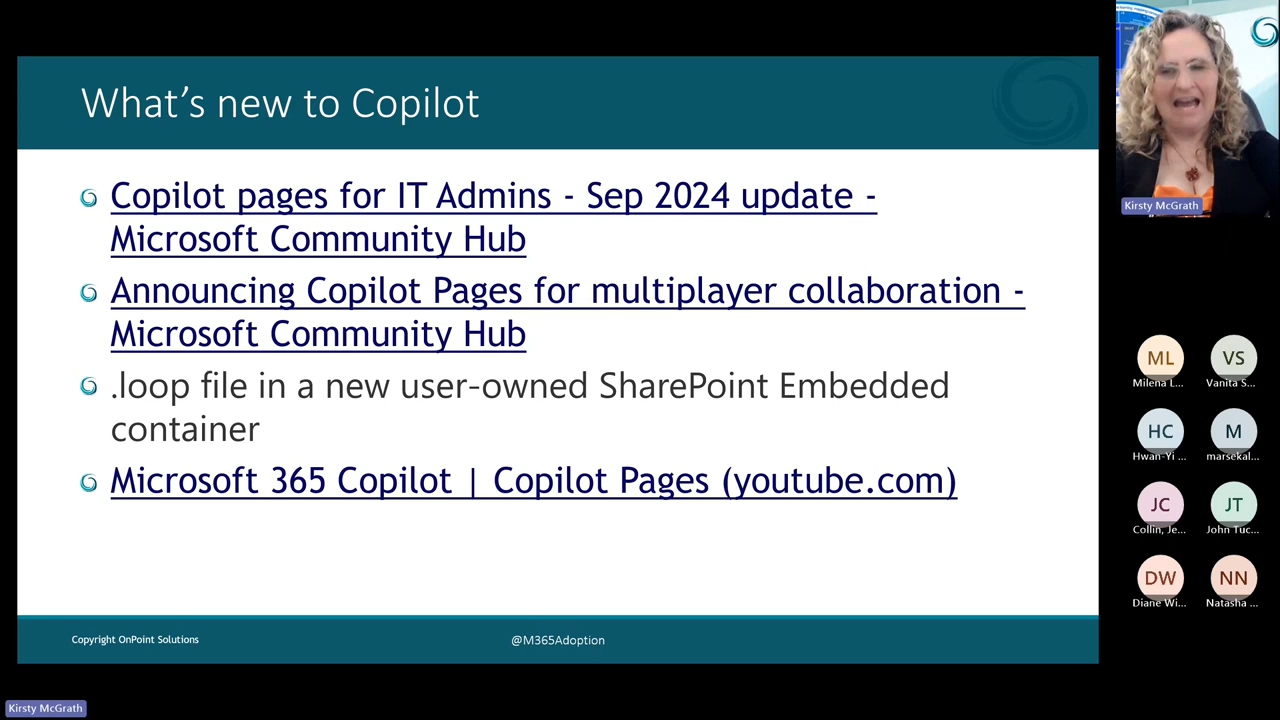 What's new to Copilot
Copilot pages for IT Admins - Sep 2024 update -
Microsoft Community Hub
Announcing Copilot Pages for multiplayer collaboration -
Microsoft Community Hub
.loop file in a new user-owned SharePoint Embedded
container
Microsoft 365 Copilot | Copilot Pages (youtube.com)
Copyright OnPoint Solutions
@M365Adoption
Kirsty McGrath
Kirsty McGrath
ML
VS
Milena L...
Vanita S...
HC
M
Hwan-Yi ...
marsekal...
JC
JT
Collin, Je...
John Tuc...
DW
NN
Diane Wi...
Natasha ...